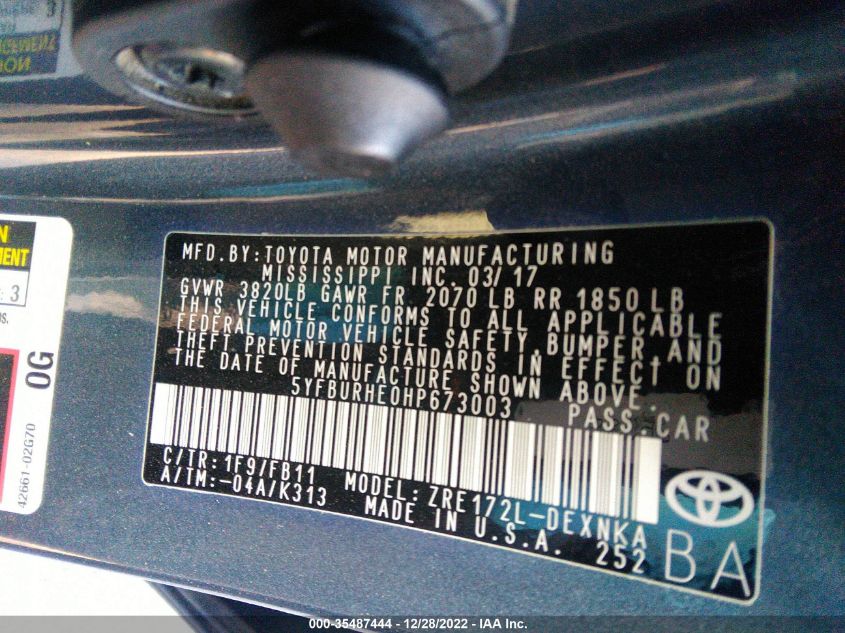 MFD. BY: TOYOTA MOTOR MANUFACTURING
MISSISSIPPI INC. 03/17
GVWR 3820LB GAWR FR 2070 LB RR 1850 LB
THIS VEHICLE CONFORMS TO ALL APPLICABLE
FEDERAL MOTOR VEHICLE SAFETY, BUMPER, AND
THEFT PREVENTION STANDARDS IN EFFECT ON
THE DATE OF MANUFACTURE SHOWN ABOVE.
5YFBURHE0HP673003 PASS. CAR
C/TR: 1F9/FB11 MODEL: ZRE172L-DEXNKA
A/TM: -04A/K313 MADE IN U.S.A. 252
BA
0G
42661-02G70
: 3
000-35487444 - 12/28/2022 - IAA Inc.